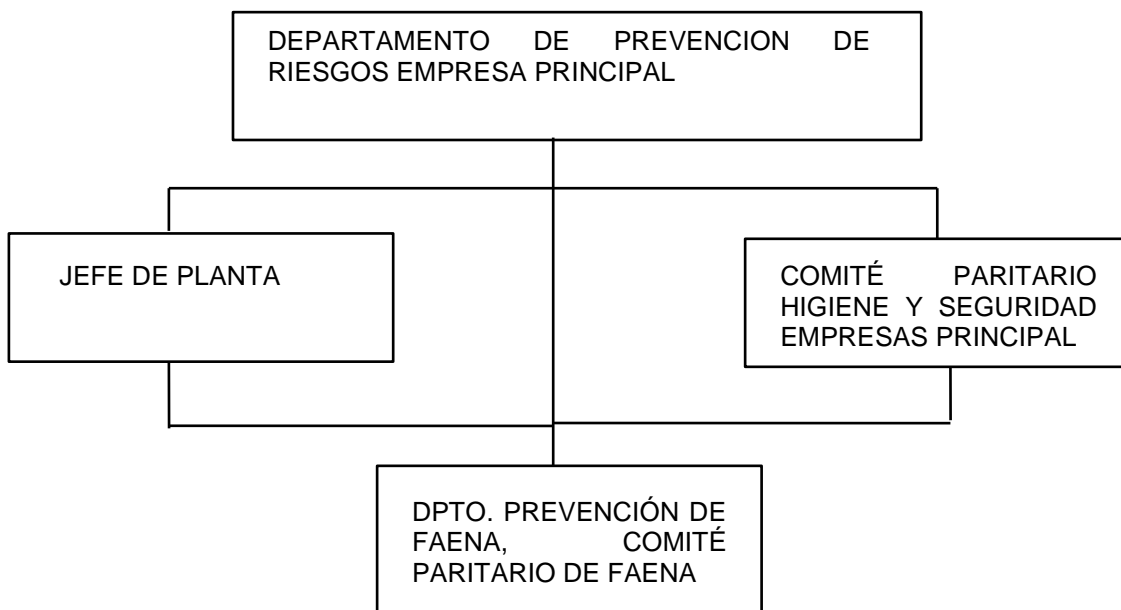 DEPARTAMENTO DE PREVENCION DE
RIESGOS EMPRESA PRINCIPAL
JEFE DE PLANTA
COMITÉ PARITARIO
HIGIENE Y SEGURIDAD
EMPRESAS PRINCIPAL
DPTO. PREVENCIÓN DE
FAENA, COMITÉ
PARITARIO DE FAENA